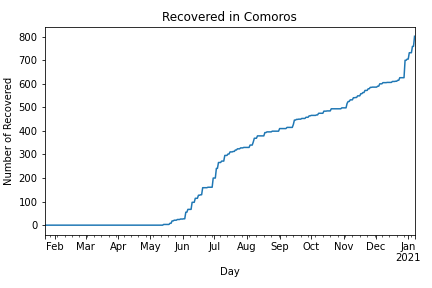 Recovered in Comoros
Number of Recovered
800
700
600
500
400
300
200
100
0
Feb Mar Apr May Jun Jul Aug Sep Oct Nov Dec Jan
2021
Day